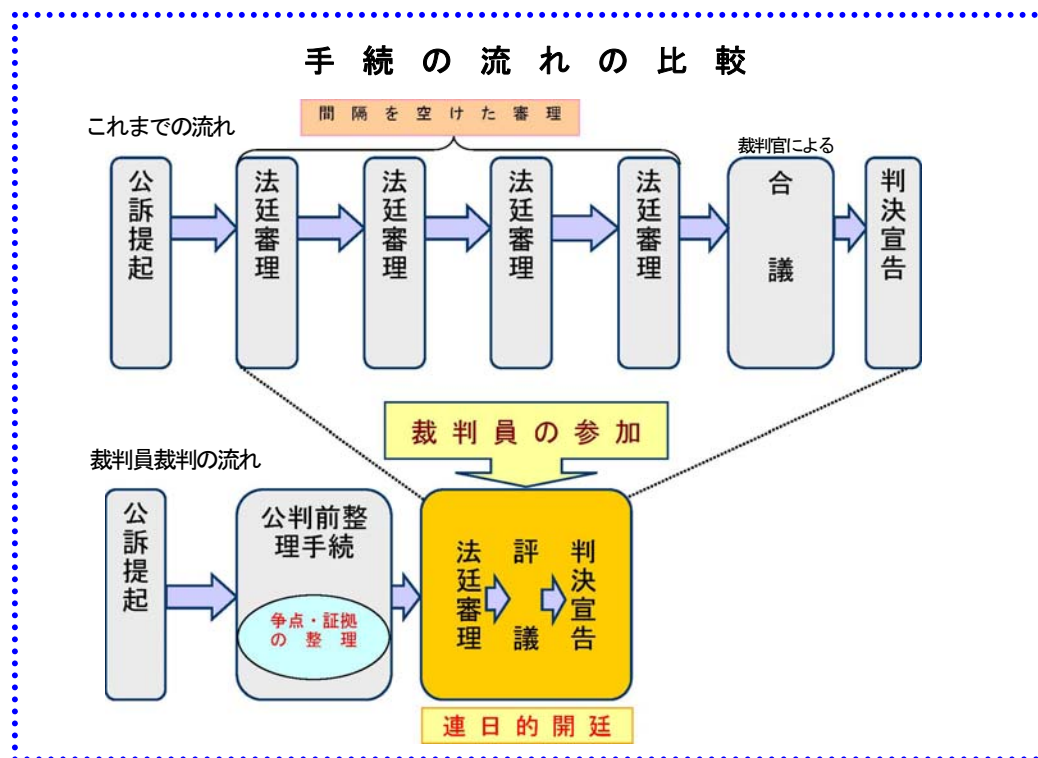 手続の流れの比較
間隔を空けた審理
これまでの流れ
裁判官による
公訴提起
法廷審理
法廷審理
法廷審理
法廷審理
合議
判決宣告
裁判員の参加
裁判員裁判の流れ
公訴提起
公判前整
理手続
争点・証拠
の整理
法廷審理
評議
判決宣告
連日的開廷